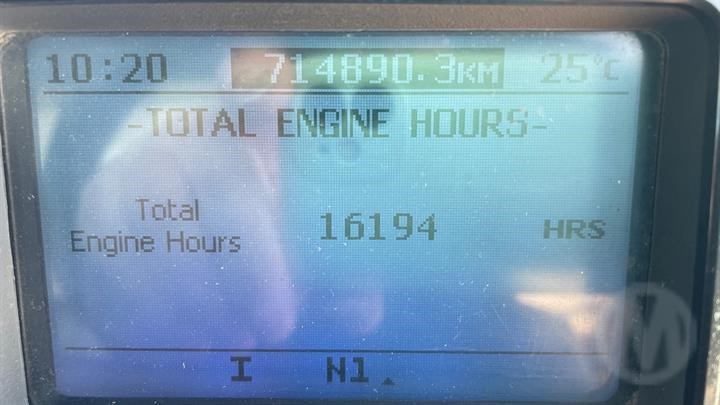 10:20 714890.3KM 25°C
-TOTAL ENGINE HOURS-
Total
Engine Hours 16194 HRS
I N1
M